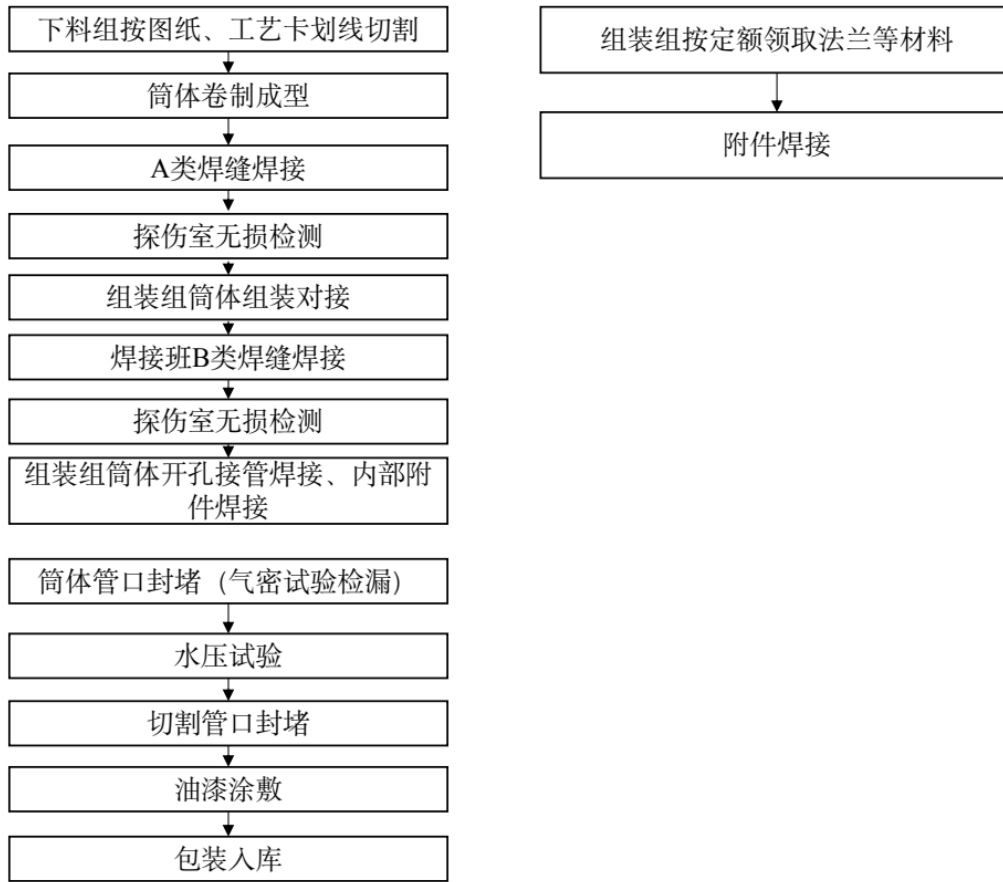 下料组按图纸、工艺卡划线切割
筒体卷制成型
A类焊缝焊接
探伤室无损检测
组装组筒体组装对接
焊接班B类焊缝焊接
探伤室无损检测
组装组筒体开孔接管焊接、内部附
件焊接
筒体管口封堵（气密试验检漏）
水压试验
切割管口封堵
油漆涂敷
包装入库
组装组按定额领取法兰等材料
附件焊接